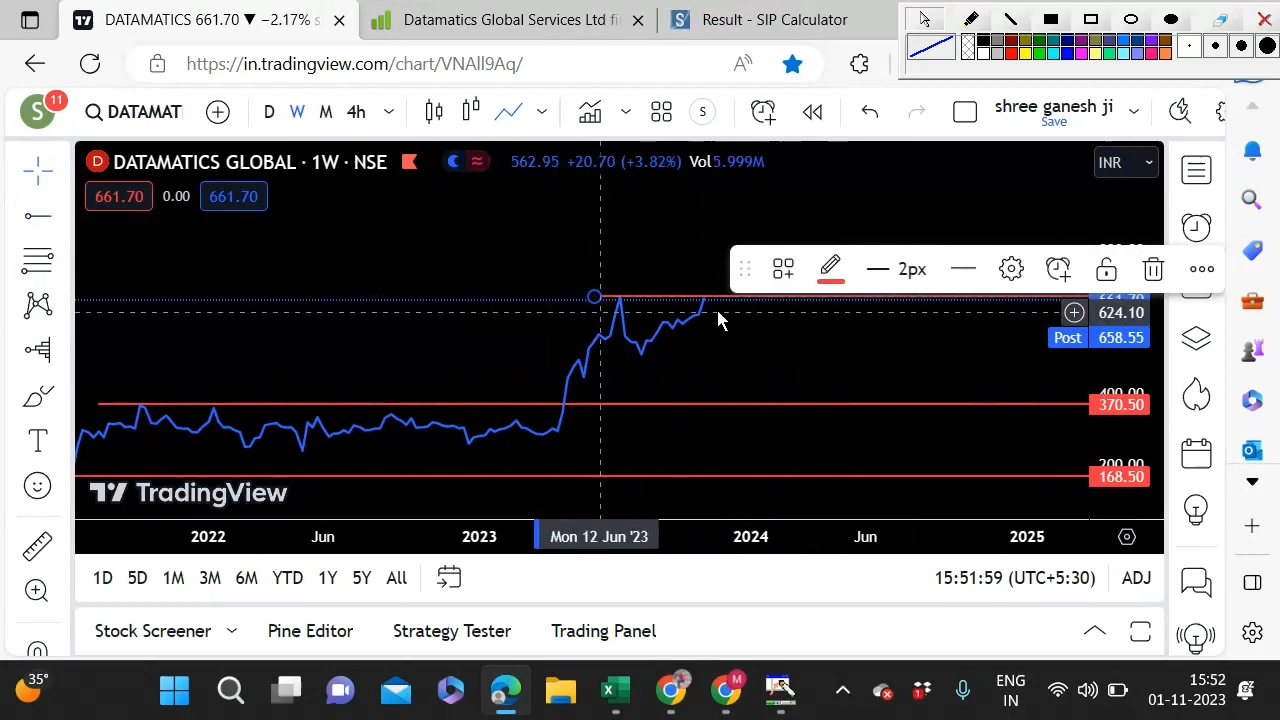 DATAMATICS 661.70 ▼ −2.17%
Datamatics Global Services Ltd fi
Result - SIP Calculator
https://in.tradingview.com/chart/VNAll9Aq/
S
11
DATAMAT
D
W
M
4h
S
shree ganesh ji
Save
D
DATAMATICS GLOBAL · 1W · NSE
562.95 +20.70 (+3.82%) Vol 5.999M
INR
661.70
0.00
661.70
2px
624.10
Post
658.55
400.00
370.50
200.00
168.50
TradingView
2022
Jun
2023
Mon 12 Jun '23
2024
Jun
2025
1D
5D
1M
3M
6M
YTD
1Y
5Y
All
15:51:59 (UTC+5:30)
ADJ
Stock Screener
Pine Editor
Strategy Tester
Trading Panel
35°
M
1
ENG
IN
15:52
01-11-2023